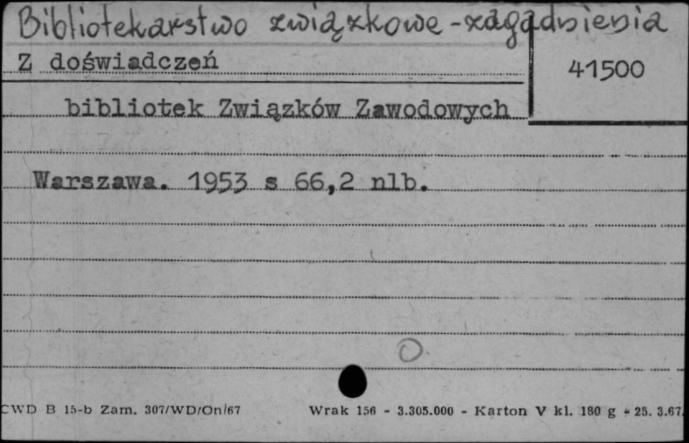 Bibliotekarstwo związkowe - zagadnienia
Z doświadczeń
41500
bibliotek Związków Zawodowych
Warszawa. 1953 s 66,2 nlb.
CWD B 15-b Zam. 307/WD/On/67 Wrak 156 - 3.305.000 - Karton V kl. 180 g - 25. 3.67.